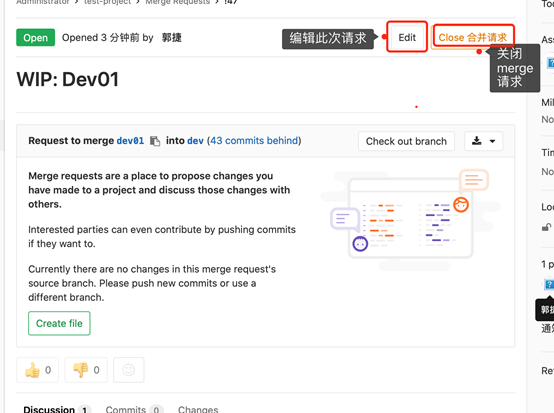 Administrator › test-project › Merge Requests › !47
To
Open Opened 3 分钟前 by 郭捷
编辑此次请求
Edit
Close 合并请求
Ass
关闭
merge
请求
WIP: Dev01
Mil
No
Request to merge dev01 into dev (43 commits behind)
Check out branch
Tim
No
Merge requests are a place to propose changes you
have made to a project and discuss those changes with
others.
Interested parties can even contribute by pushing commits
if they want to.
Currently there are no changes in this merge request's
source branch. Please push new commits or use a
different branch.
Create file
Loc
1 p
郭捷
通知
Ref
0
0
Discussion 1 Commits 0 Changes